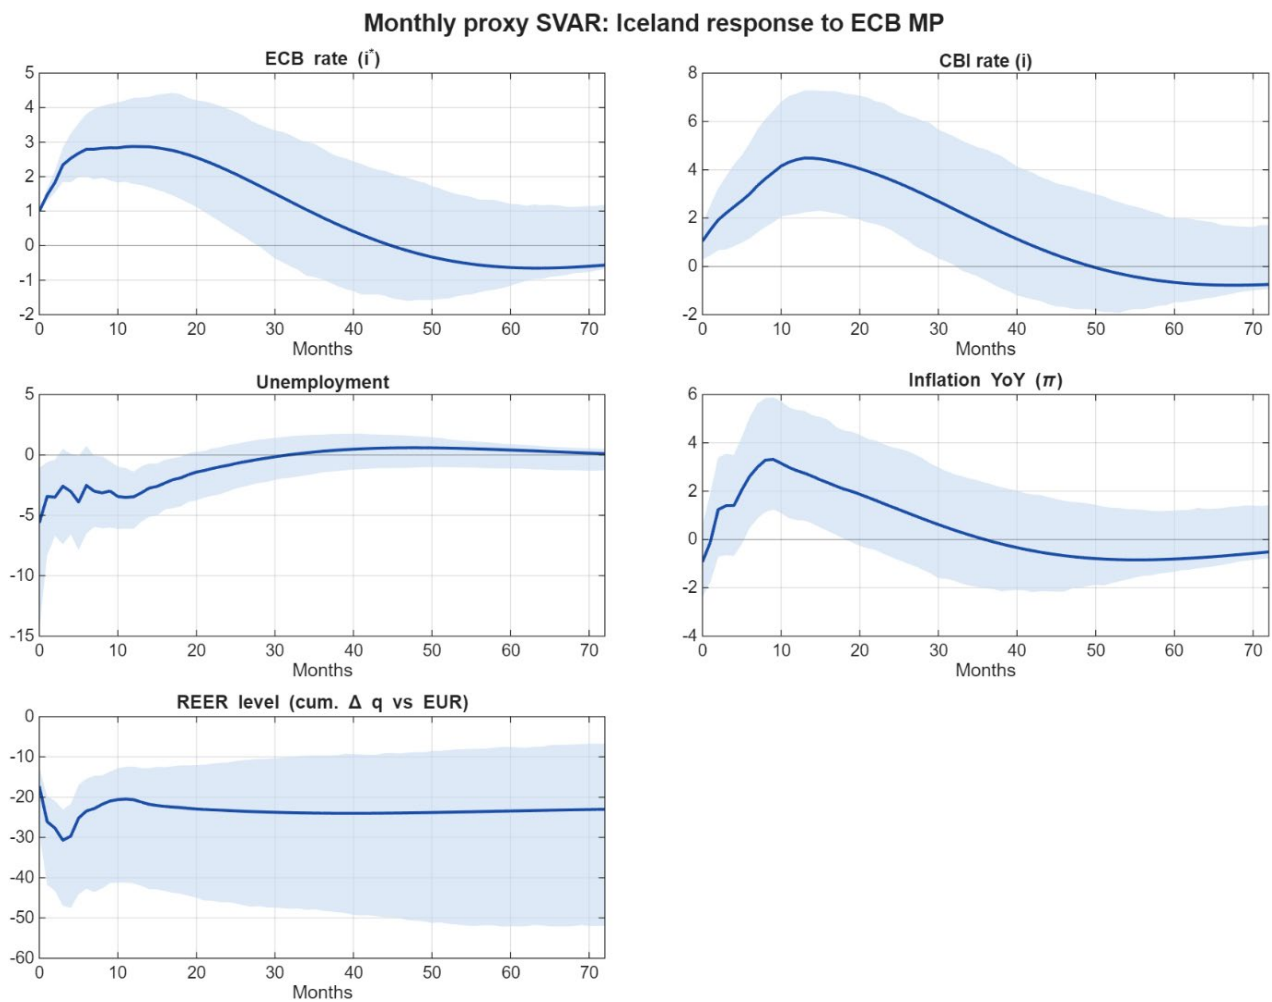 Monthly proxy SVAR: Iceland response to ECB MP
ECB rate (i*)
5
4
3
2
1
0
-1
-2
0 10 20 30 40 50 60 70
Months
CBI rate (i)
8
6
4
2
0
-2
0 10 20 30 40 50 60 70
Months
Unemployment
5
0
-5
-10
-15
0 10 20 30 40 50 60 70
Months
Inflation YoY (π)
6
4
2
0
-2
-4
0 10 20 30 40 50 60 70
Months
REER level (cum. Δ q vs EUR)
0
-10
-20
-30
-40
-50
-60
0 10 20 30 40 50 60 70
Months